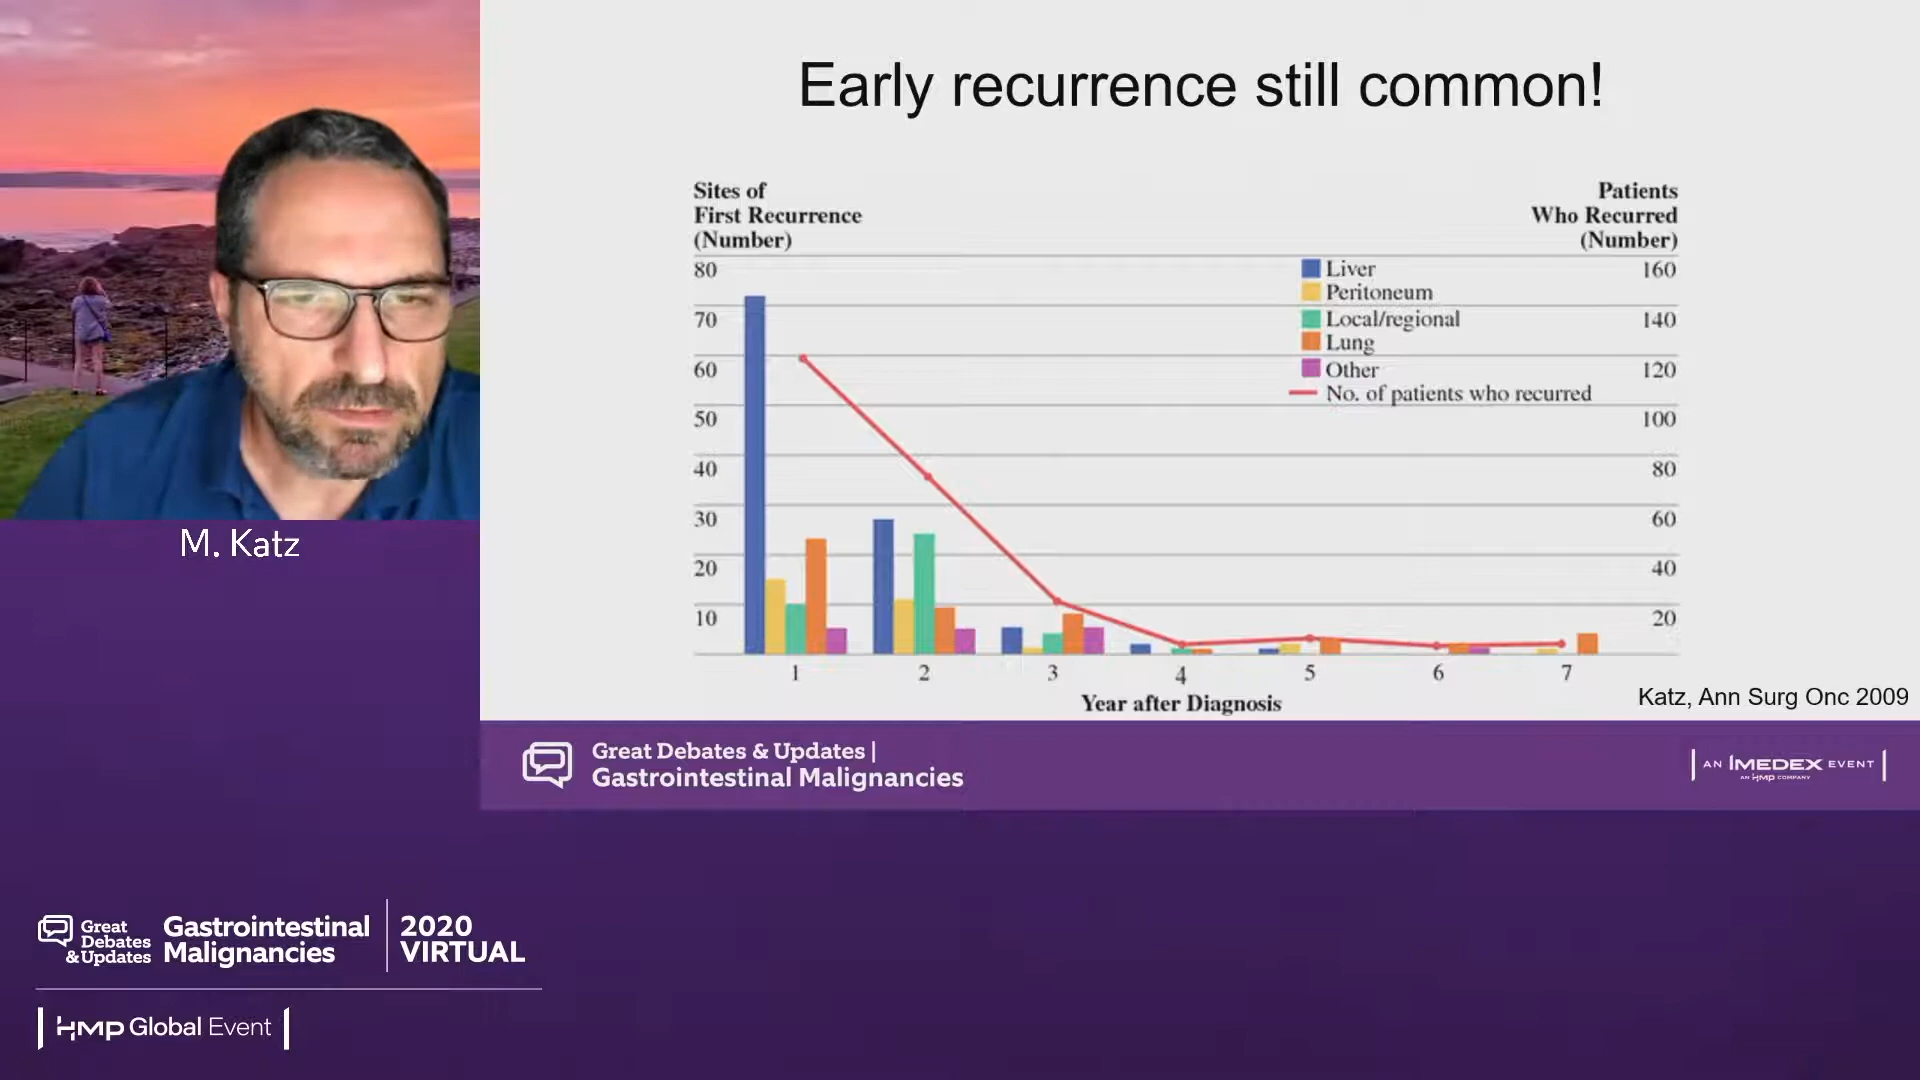 Early recurrence still common!
Sites of
First Recurrence
(Number)
Patients
Who Recurred
(Number)
80
70
60
50
40
30
20
10
Liver
Peritoneum
Local/regional
Lung
Other
No. of patients who recurred
160
140
120
100
80
60
40
20
1 2 3 4 5 6 7
Year after Diagnosis
Katz, Ann Surg Onc 2009
M. Katz
Great Debates & Updates |
Gastrointestinal Malignancies
AN IMEDEX EVENT
AN HMP COMPANY
Great
Debates
&Updates
Gastrointestinal
Malignancies
2020
VIRTUAL
HMP Global Event